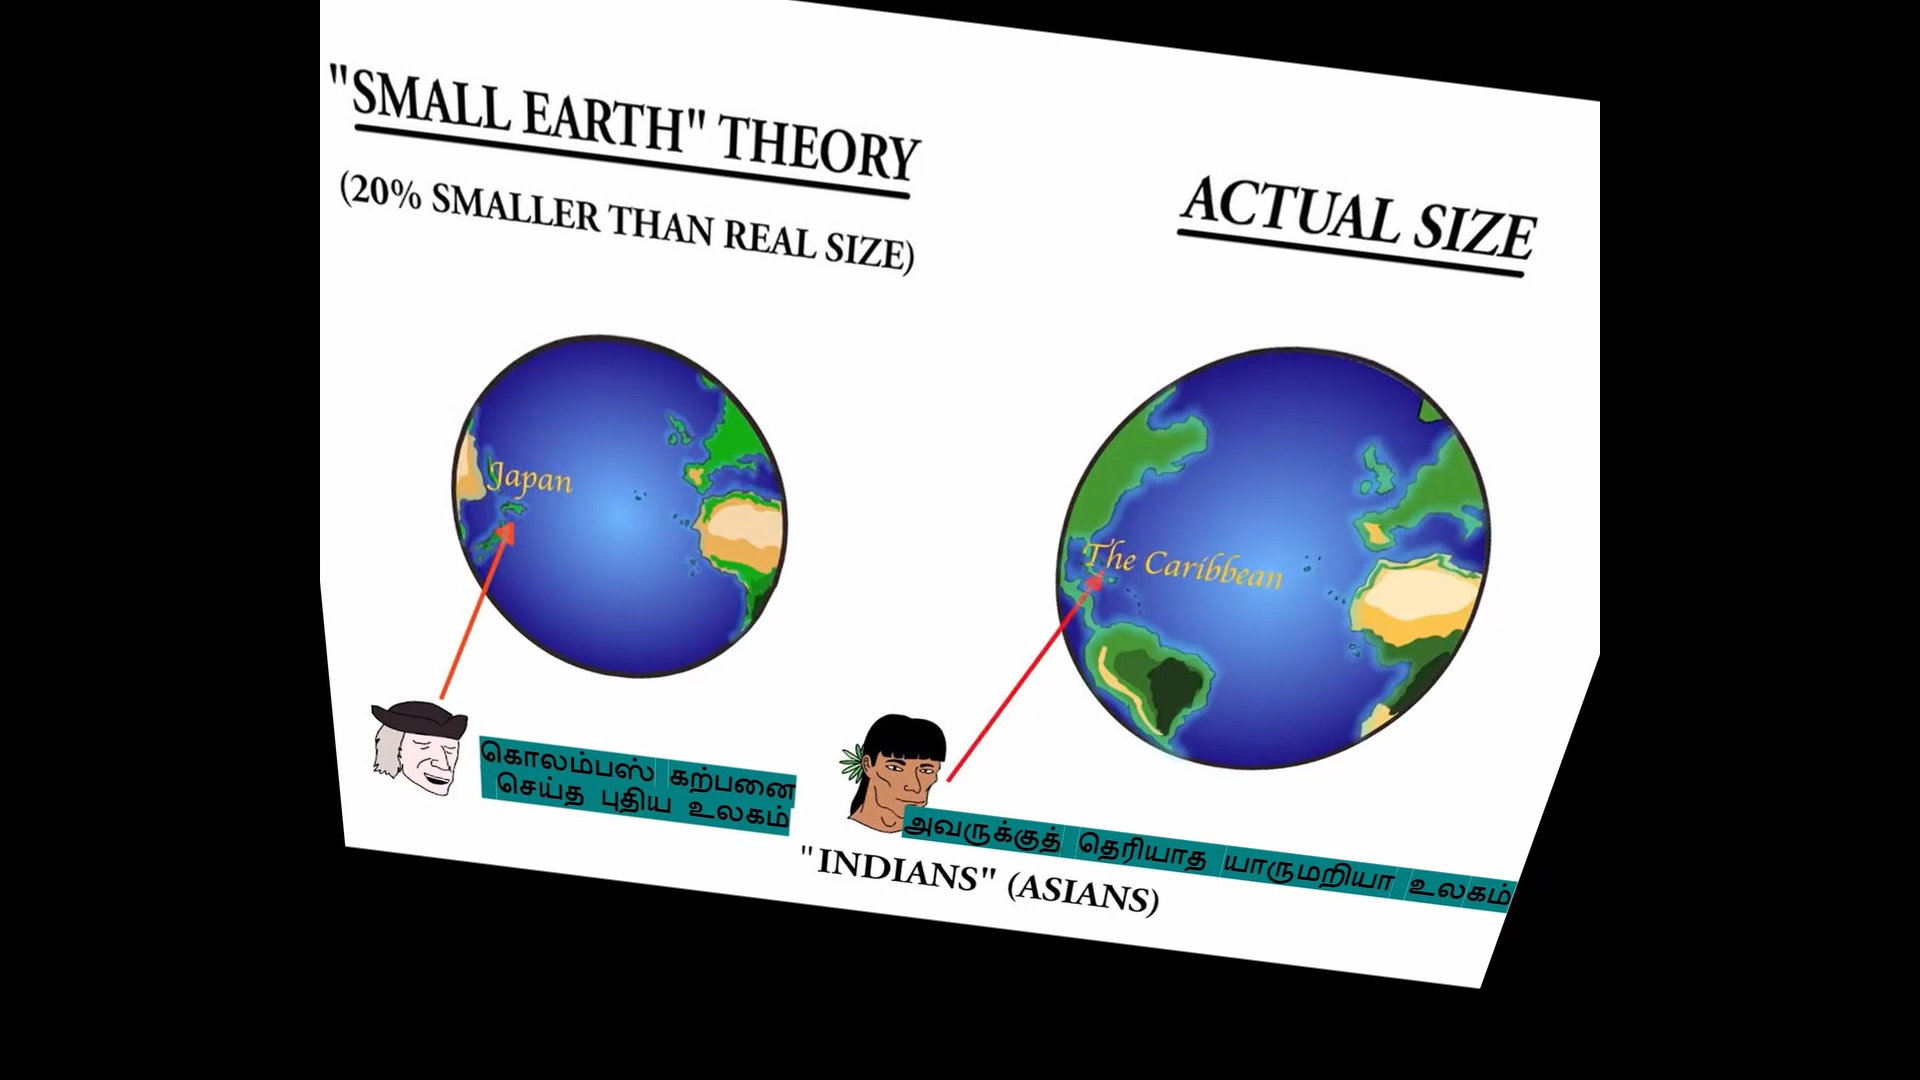 "SMALL EARTH" THEORY
(20% SMALLER THAN REAL SIZE)
ACTUAL SIZE
Japan
The Caribbean
கொலம்பஸ் கற்பனை
செய்த புதிய உலகம்
அவருக்குத் தெரியாத யாருமறியா உலகம்
"INDIANS" (ASIANS)